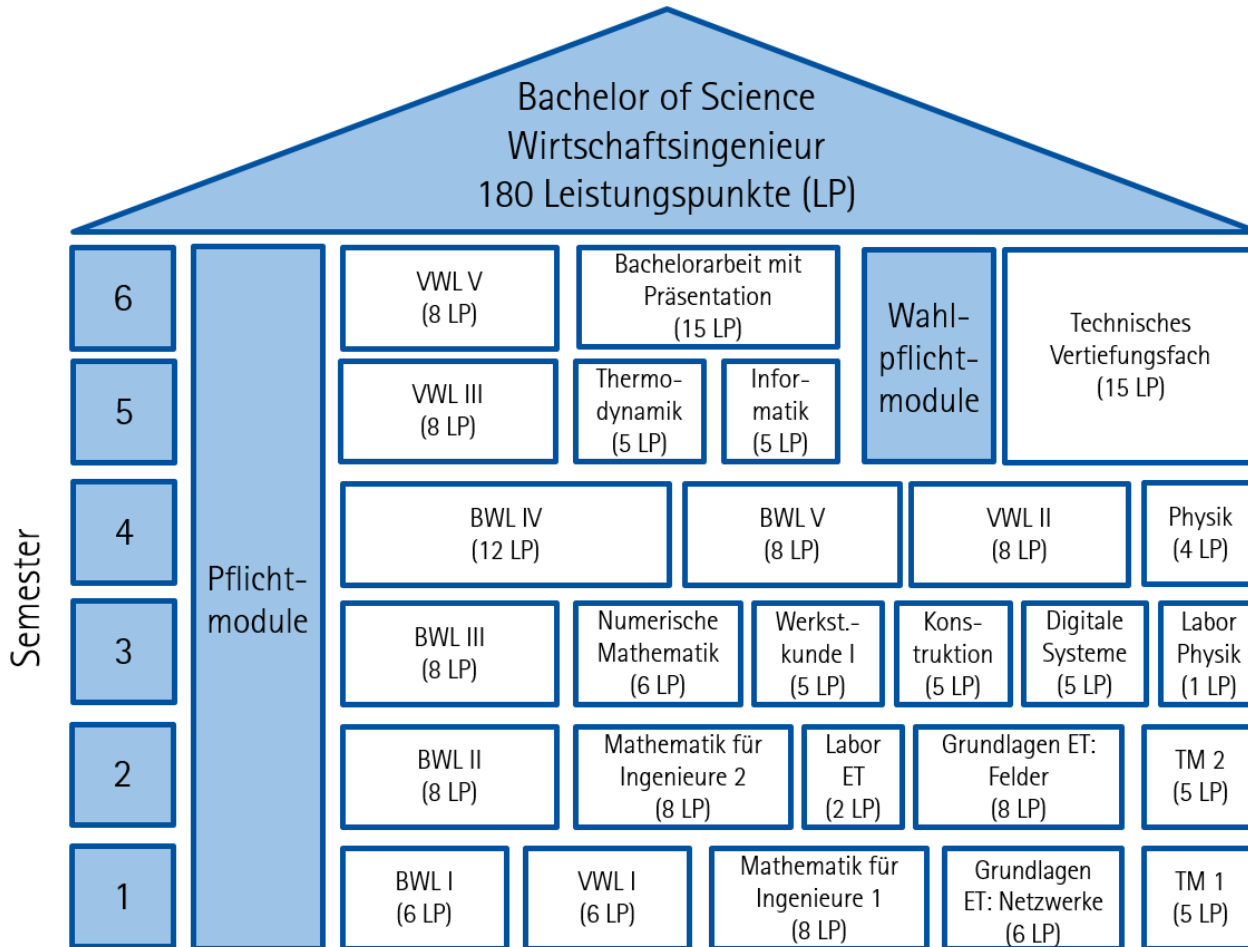 Bachelor of Science
Wirtschaftsingenieur
180 Leistungspunkte (LP)
Semester
6
Pflicht-
module
VWL V
(8 LP)
Bachelorarbeit mit
Präsentation
(15 LP)
Wahl-
pflicht-
module
Technisches
Vertiefungsfach
(15 LP)
5
VWL III
(8 LP)
Thermo-
dynamik
(5 LP)
Infor-
matik
(5 LP)
4
BWL IV
(12 LP)
BWL V
(8 LP)
VWL II
(8 LP)
Physik
(4 LP)
3
BWL III
(8 LP)
Numerische
Mathematik
(6 LP)
Werkst.-
kunde I
(5 LP)
Kons-
truktion
(5 LP)
Digitale
Systeme
(5 LP)
Labor
Physik
(1 LP)
2
BWL II
(8 LP)
Mathematik für
Ingenieure 2
(8 LP)
Labor
ET
(2 LP)
Grundlagen ET:
Felder
(8 LP)
TM 2
(5 LP)
1
BWL I
(6 LP)
VWL I
(6 LP)
Mathematik für
Ingenieure 1
(8 LP)
Grundlagen
ET: Netzwerke
(6 LP)
TM 1
(5 LP)